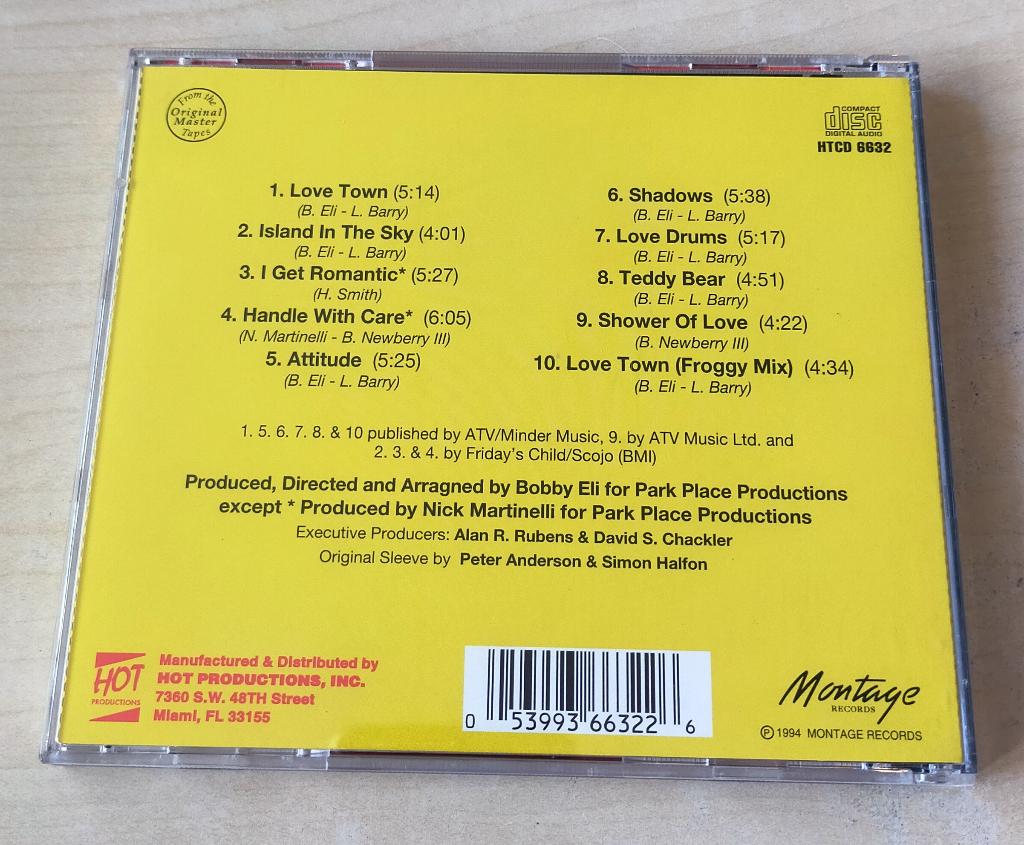 From the
Original
Master
Tapes
COMPACT
disc
DIGITAL AUDIO
HTCD 6632
1. Love Town (5:14)
(B. Eli - L. Barry)
2. Island In The Sky (4:01)
(B. Eli - L. Barry)
3. I Get Romantic* (5:27)
(H. Smith)
4. Handle With Care* (6:05)
(N. Martinelli - B. Newberry III)
5. Attitude (5:25)
(B. Eli - L. Barry)
6. Shadows (5:38)
(B. Eli - L. Barry)
7. Love Drums (5:17)
(B. Eli - L. Barry)
8. Teddy Bear (4:51)
(B. Eli - L. Barry)
9. Shower Of Love (4:22)
(B. Newberry III)
10. Love Town (Froggy Mix) (4:34)
(B. Eli - L. Barry)
1. 5. 6. 7. 8. & 10 published by ATV/Minder Music, 9. by ATV Music Ltd. and
2. 3. & 4. by Friday's Child/Scojo (BMI)
Produced, Directed and Arragned by Bobby Eli for Park Place Productions
except * Produced by Nick Martinelli for Park Place Productions
Executive Producers: Alan R. Rubens & David S. Chackler
Original Sleeve by Peter Anderson & Simon Halfon
HOT
PRODUCTIONS
Manufactured & Distributed by
HOT PRODUCTIONS, INC.
7360 S.W. 48TH Street
Miami, FL 33155
0 53993 66322 6
Montage
RECORDS
℗ 1994 MONTAGE RECORDS